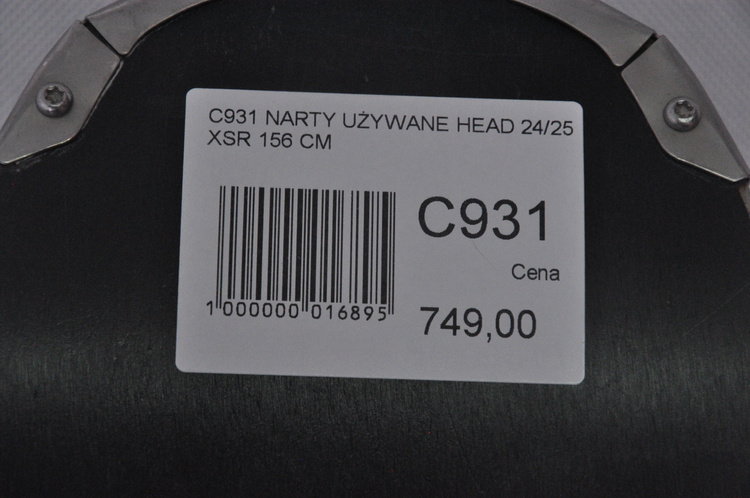 C931 NARTY UŻYWANE HEAD 24/25
XSR 156 CM
C931
Cena
749,00
1 000000 016895